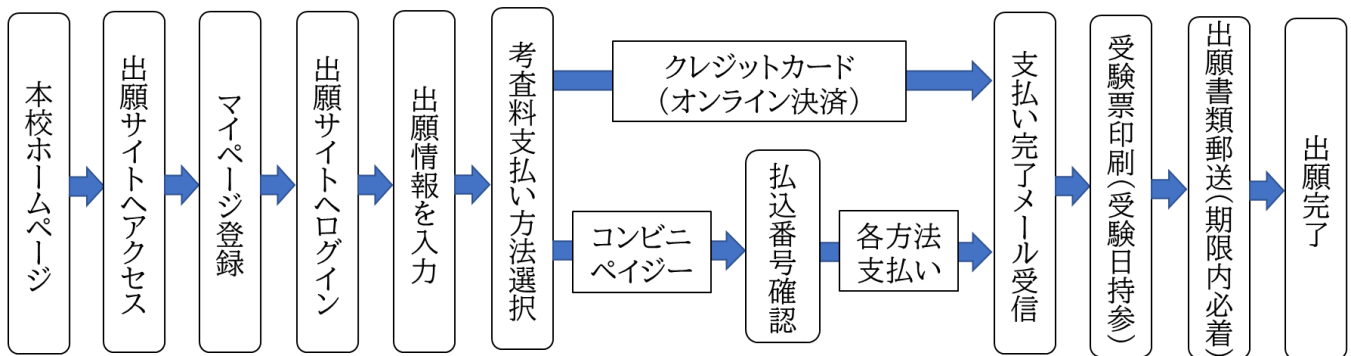 本校ホームページ
出願サイトへアクセス
マイページ登録
出願サイトへログイン
出願情報を入力
考査料支払い方法選択
クレジットカード
（オンライン決済）
コンビニ
ペイジー
払込番号確認
各方法
支払い
支払い完了メール受信
受験票印刷（受験日持参）
出願書類郵送（期限内必着）
出願完了